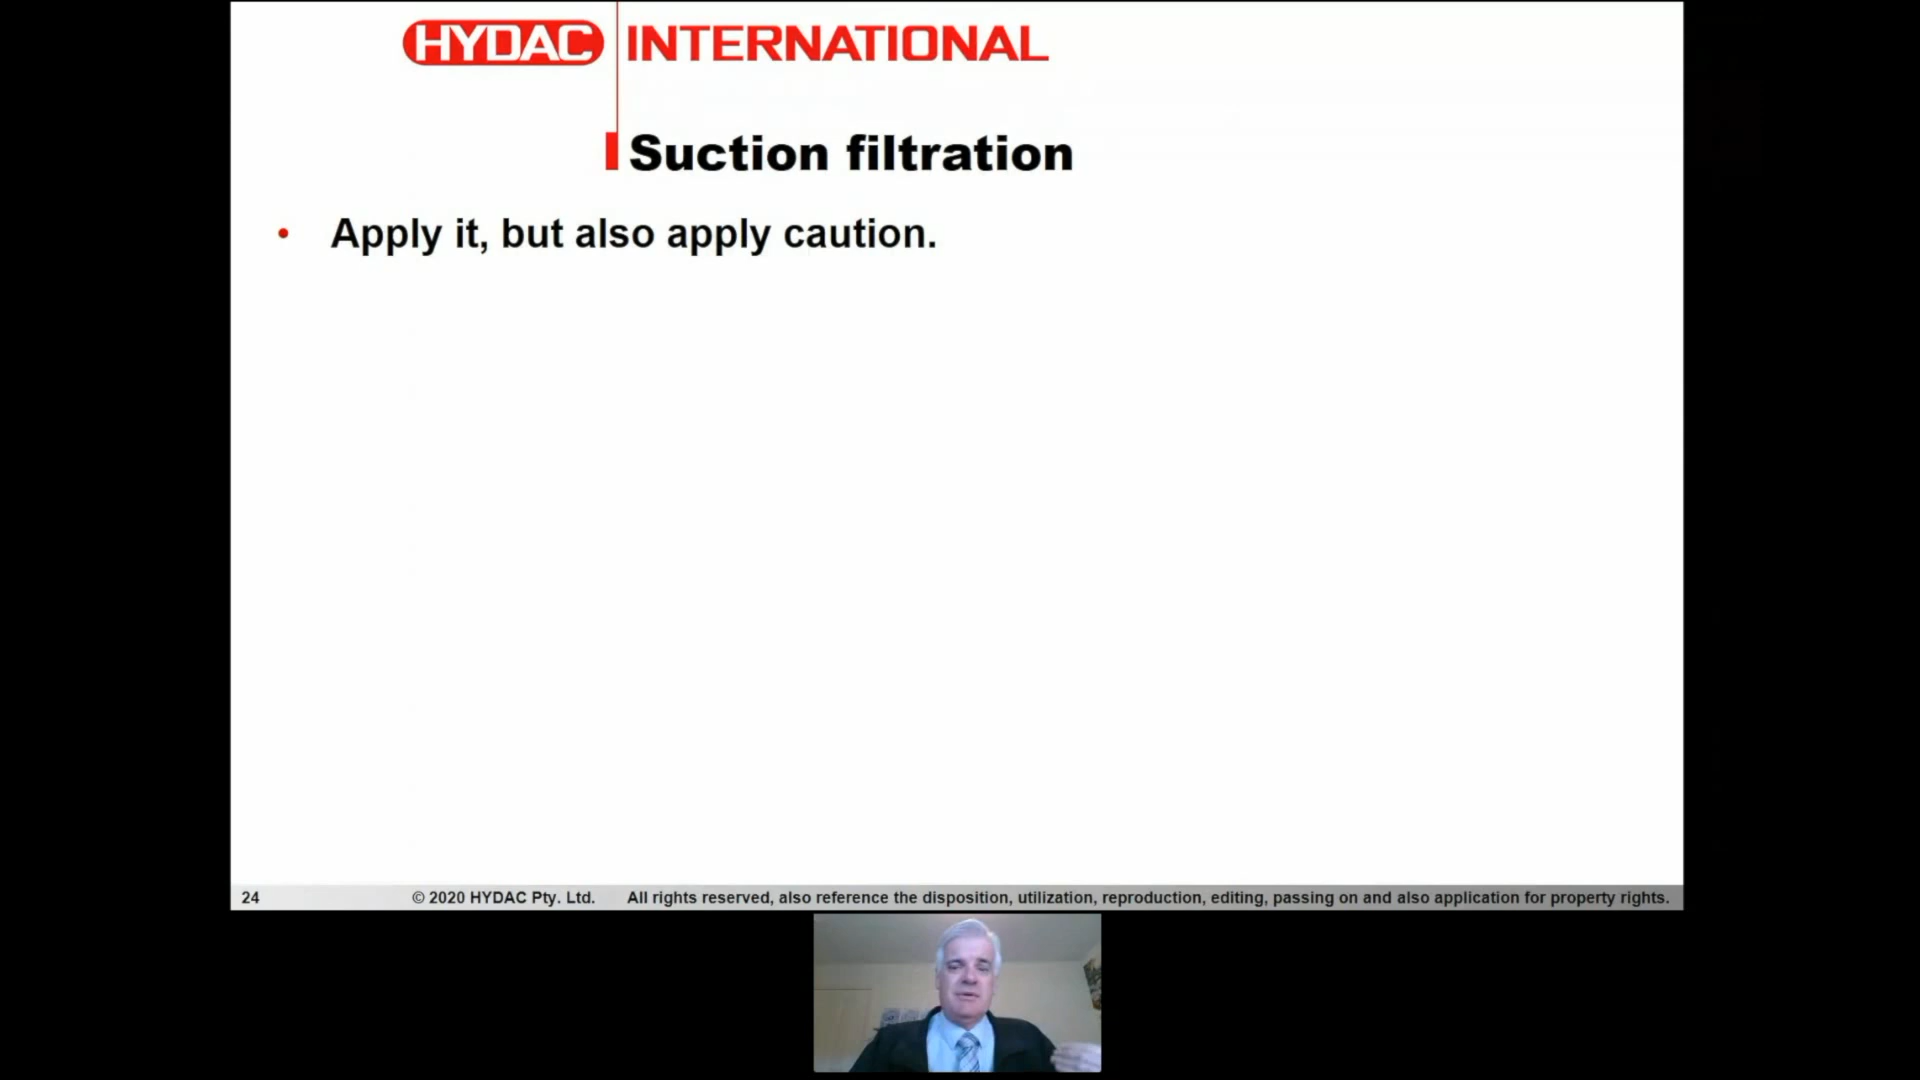 HYDAC INTERNATIONAL
Suction filtration
• Apply it, but also apply caution.
24 © 2020 HYDAC Pty. Ltd. All rights reserved, also reference the disposition, utilization, reproduction, editing, passing on and also application for property rights.